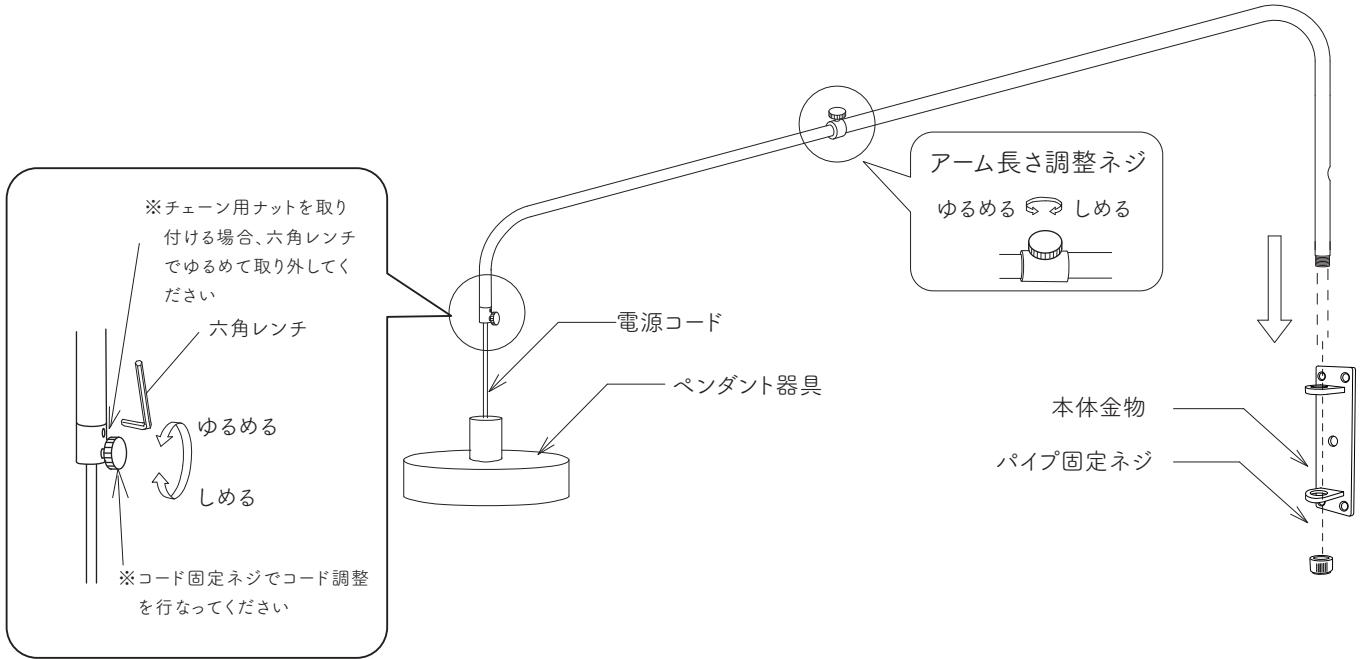 アーム長さ調整ネジ
ゆるめる しめる
※チェーン用ナットを取り
付ける場合、六角レンチ
でゆるめて取り外してく
ださい
六角レンチ
ゆるめる
しめる
※コード固定ネジでコード調整
を行なってください
電源コード
ペンダント器具
本体金物
パイプ固定ネジ